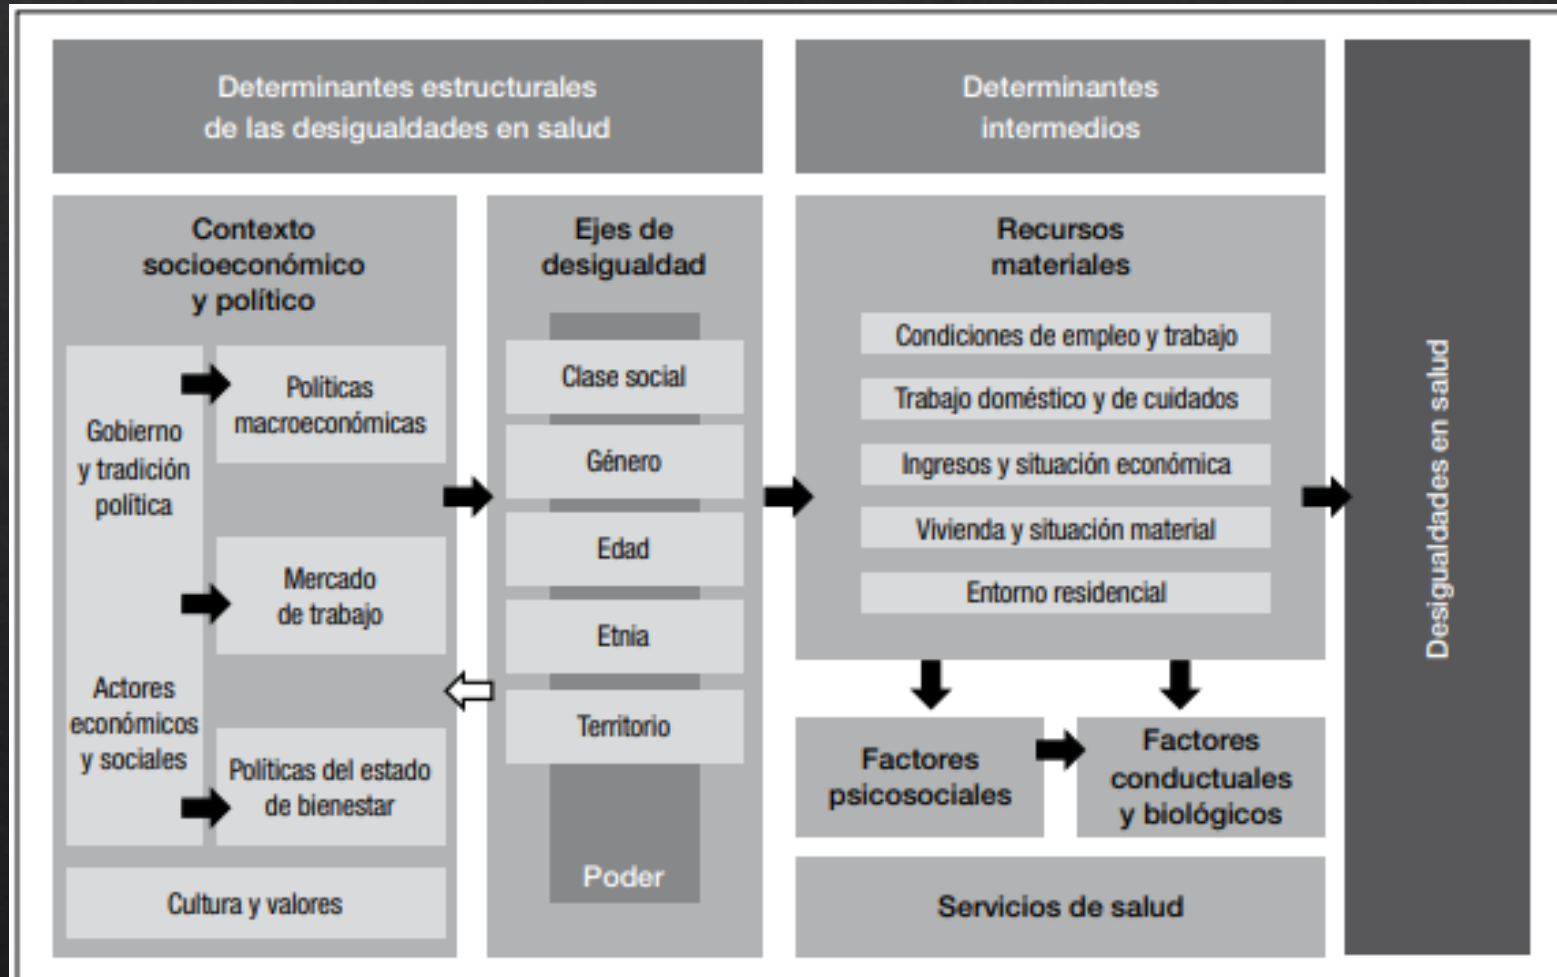 Determinantes estructurales
de las desigualdades en salud
Determinantes
intermedios
Contexto
socioeconómico
y político
Gobierno
y tradición
política
Actores
económicos
y sociales
Políticas
macroeconómicas
Mercado
de trabajo
Políticas del estado
de bienestar
Cultura y valores
Ejes de
desigualdad
Clase social
Género
Edad
Etnia
Territorio
Poder
Recursos
materiales
Condiciones de empleo y trabajo
Trabajo doméstico y de cuidados
Ingresos y situación económica
Vivienda y situación material
Entorno residencial
Factores
psicosociales
Factores
conductuales
y biológicos
Servicios de salud
Desigualdades en salud